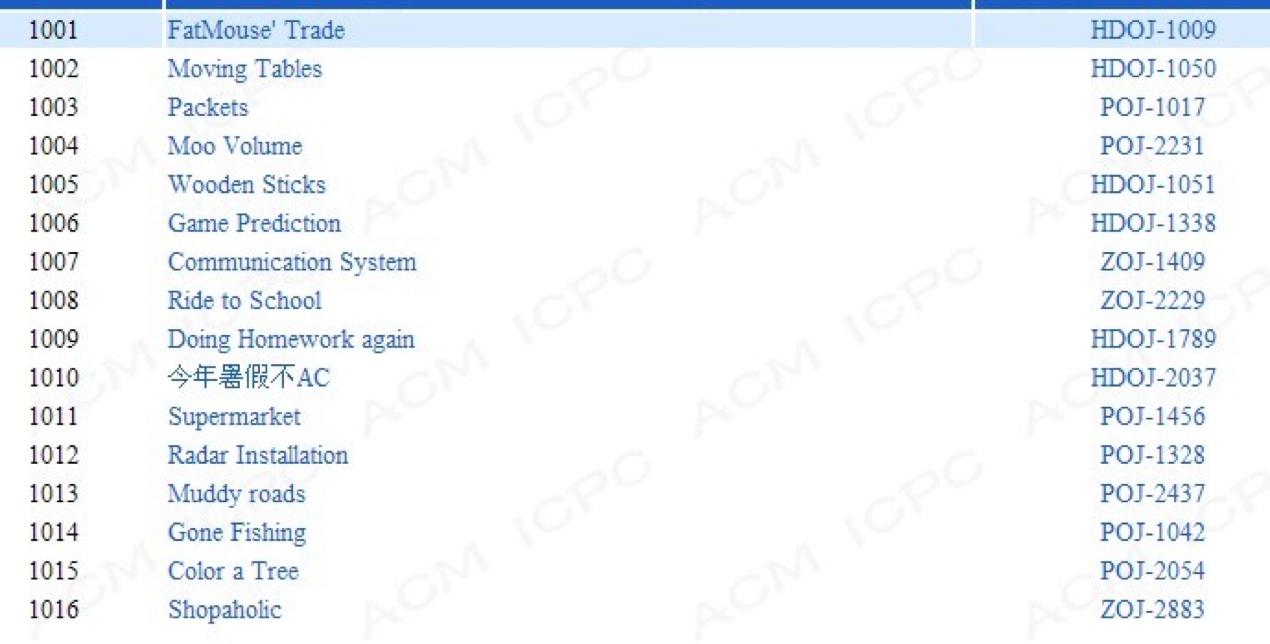 1001 FatMouse' Trade HDOJ-1009
1002 Moving Tables HDOJ-1050
1003 Packets POJ-1017
1004 Moo Volume POJ-2231
1005 Wooden Sticks HDOJ-1051
1006 Game Prediction HDOJ-1338
1007 Communication System ZOJ-1409
1008 Ride to School ZOJ-2229
1009 Doing Homework again HDOJ-1789
1010 今年暑假不AC HDOJ-2037
1011 Supermarket POJ-1456
1012 Radar Installation POJ-1328
1013 Muddy roads POJ-2437
1014 Gone Fishing POJ-1042
1015 Color a Tree POJ-2054
1016 Shopaholic ZOJ-2883
ACM ICPC
ACM ICPC
ACM ICPC
ACM ICPC
ACM ICPC
ACM ICPC
ACM ICPC
ACM ICPC
ACM ICPC